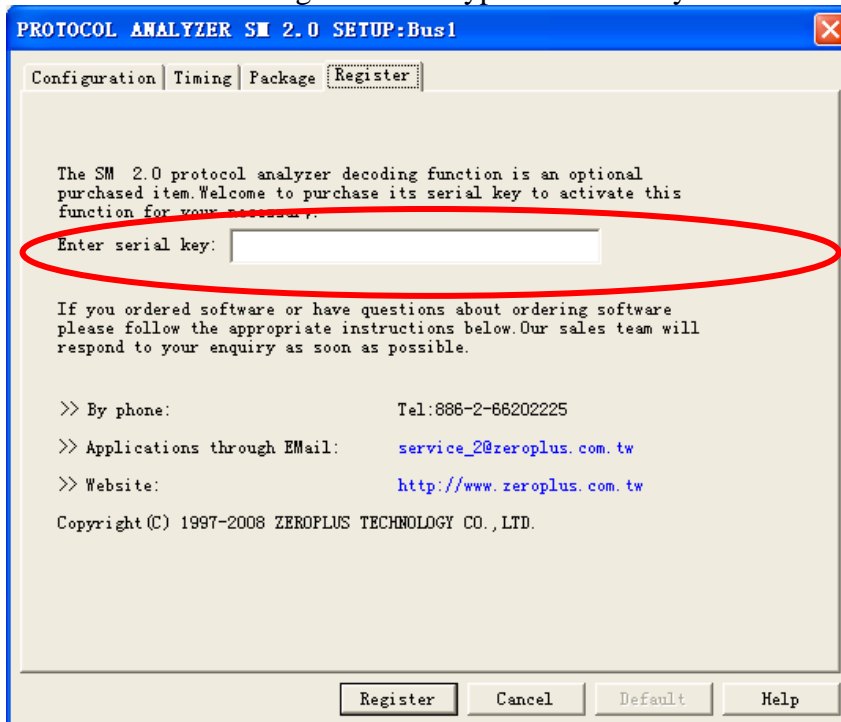 PROTOCOL ANALYZER SM 2.0 SETUP:Bus1
Configuration Timing Package Register
The SM 2.0 protocol analyzer decoding function is an optional
purchased item.Welcome to purchase its serial key to activate this
function for your necessary.
Enter serial key:
If you ordered software or have questions about ordering software
please follow the appropriate instructions below.Our sales team will
respond to your enquiry as soon as possible.
>> By phone: Tel:886-2-66202225
>> Applications through EMail: service_2@zeroplus.com.tw
>> Website: http://www.zeroplus.com.tw
Copyright(C) 1997-2008 ZEROPLUS TECHNOLOGY CO.,LTD.
Register Cancel Default Help